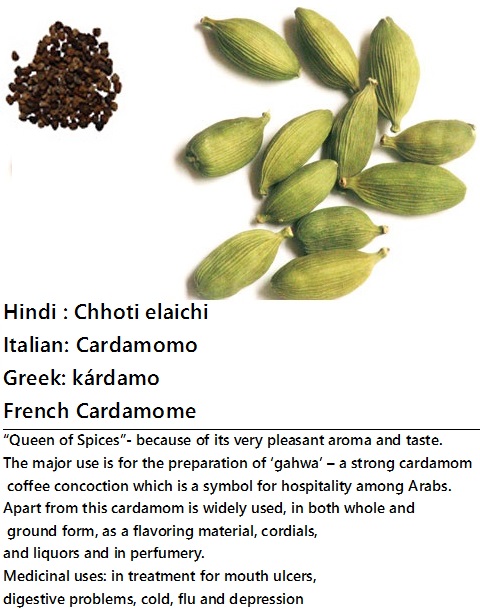 Hindi : Chhoti elaichi
Italian: Cardamomo
Greek: kárdamo
French Cardamome
“Queen of Spices”- because of its very pleasant aroma and taste.
The major use is for the preparation of ‘gahwa’ – a strong cardamom
coffee concoction which is a symbol for hospitality among Arabs.
Apart from this cardamom is widely used, in both whole and
ground form, as a flavoring material, cordials,
and liquors and in perfumery.
Medicinal uses: in treatment for mouth ulcers,
digestive problems, cold, flu and depression